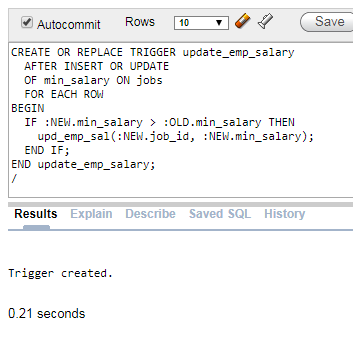 Autocommit Rows 10 Save
CREATE OR REPLACE TRIGGER update_emp_salary
  AFTER INSERT OR UPDATE
  OF min_salary ON jobs
  FOR EACH ROW
BEGIN
  IF :NEW.min_salary > :OLD.min_salary THEN
    upd_emp_sal(:NEW.job_id, :NEW.min_salary);
  END IF;
END update_emp_salary;
/
Results Explain Describe Saved SQL History
Trigger created.
0.21 seconds